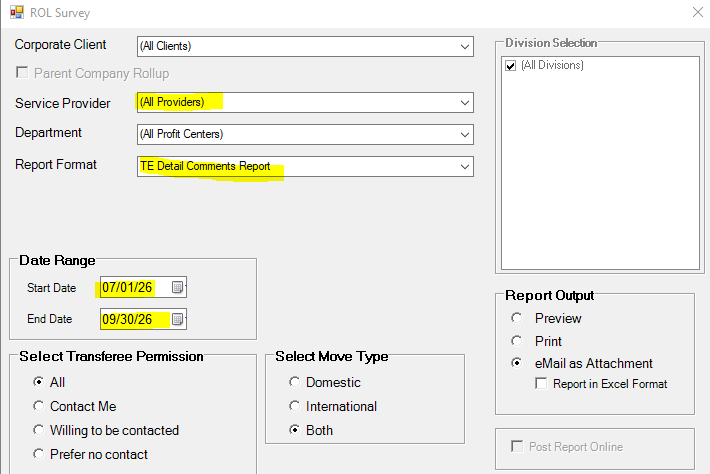 ROL Survey
Corporate Client
(All Clients)
Parent Company Rollup
Service Provider
(All Providers)
Department
(All Profit Centers)
Report Format
TE Detail Comments Report
Division Selection
(All Divisions)
Date Range
Start Date
07/01/26
End Date
09/30/26
Select Transferee Permission
All
Contact Me
Willing to be contacted
Prefer no contact
Select Move Type
Domestic
International
Both
Report Output
Preview
Print
eMail as Attachment
Report in Excel Format
Post Report Online